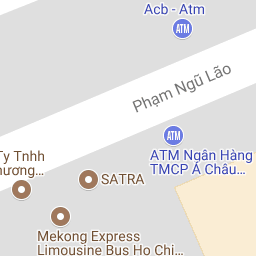 Acb - Atm
ATM
Phạm Ngũ Lão
ATM
ATM Ngân Hàng
TMCP Á Châu...
Ty Tnhh
hương...
SATRA
Mekong Express
Limousine Bus Ho Chi...